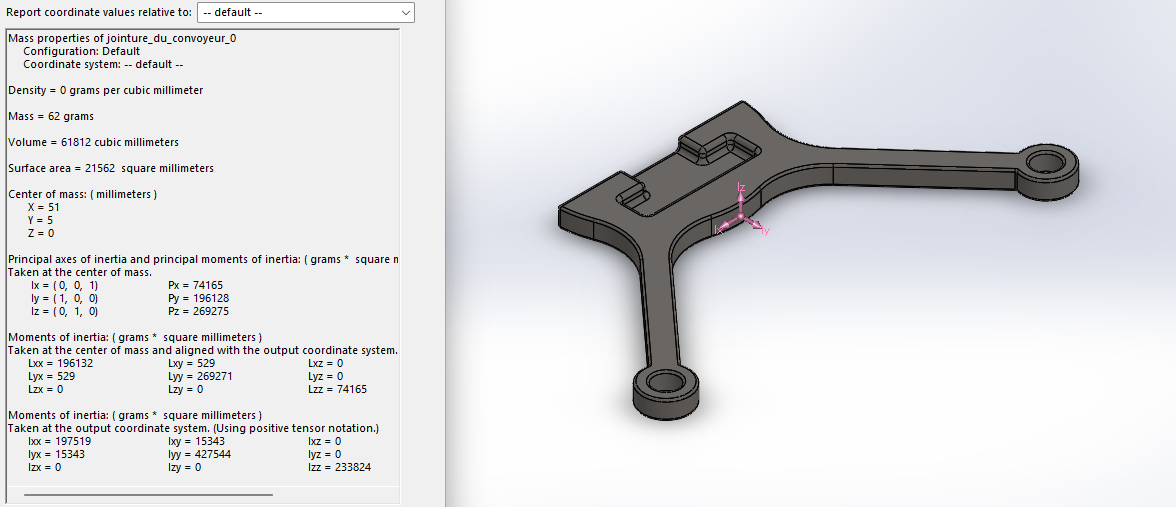 Report coordinate values relative to: -- default --
Mass properties of jointure_du_convoyeur_0
Configuration: Default
Coordinate system: -- default --
Density = 0 grams per cubic millimeter
Mass = 62 grams
Volume = 61812 cubic millimeters
Surface area = 21562 square millimeters
Center of mass: ( millimeters )
X = 51
Y = 5
Z = 0
Principal axes of inertia and principal moments of inertia: ( grams * square
Taken at the center of mass.
Ix = ( 0, 0, 1) Px = 74165
Iy = ( 1, 0, 0) Py = 196128
Iz = ( 0, 1, 0) Pz = 269275
Moments of inertia: ( grams * square millimeters )
Taken at the center of mass and aligned with the output coordinate system.
Lxx = 196132 Lxy = 529 Lxz = 0
Lyx = 529 Lyy = 269271 Lyz = 0
Lzx = 0 Lzy = 0 Lzz = 74165
Moments of inertia: ( grams * square millimeters )
Taken at the output coordinate system. (Using positive tensor notation.)
Ixx = 197519 Ixy = 15343 Ixz = 0
Iyx = 15343 Iyy = 427544 Iyz = 0
Izx = 0 Izy = 0 Izz = 233824
Iz
Ix
Iy